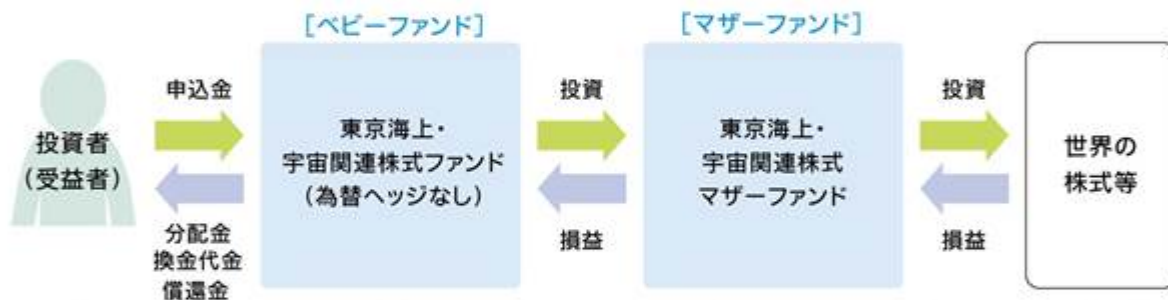 [ベビーファンド]
[マザーファンド]
投資者
(受益者)
申込金
分配金
換金代金
償還金
東京海上・
宇宙関連株式ファンド
(為替ヘッジなし)
投資
損益
東京海上・
宇宙関連株式
マザーファンド
投資
損益
世界の
株式等